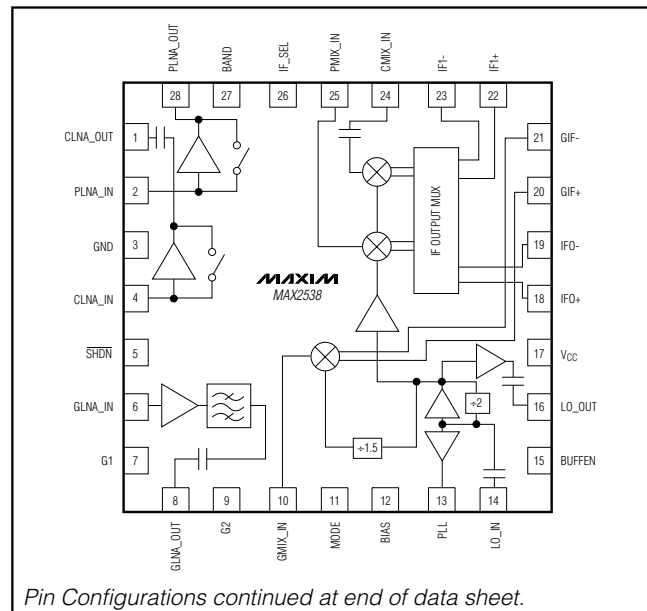 PLNA_OUT
BAND
IF_SEL
PMIX_IN
CMIX_IN
IF1-
IF1+
28
27
26
25
24
23
22
CLNA_OUT
1
PLNA_IN
2
GND
3
CLNA_IN
4
SHDN
5
GLNA_IN
6
G1
7
IF OUTPUT MUX
MAXIM
MAX2538
÷2
÷1.5
21
GIF-
20
GIF+
19
IF0-
18
IF0+
17
VCC
16
LO_OUT
15
BUFFEN
8
9
10
11
12
13
14
GLNA_OUT
G2
GMIX_IN
MODE
BIAS
PLL
LO_IN
Pin Configurations continued at end of data sheet.